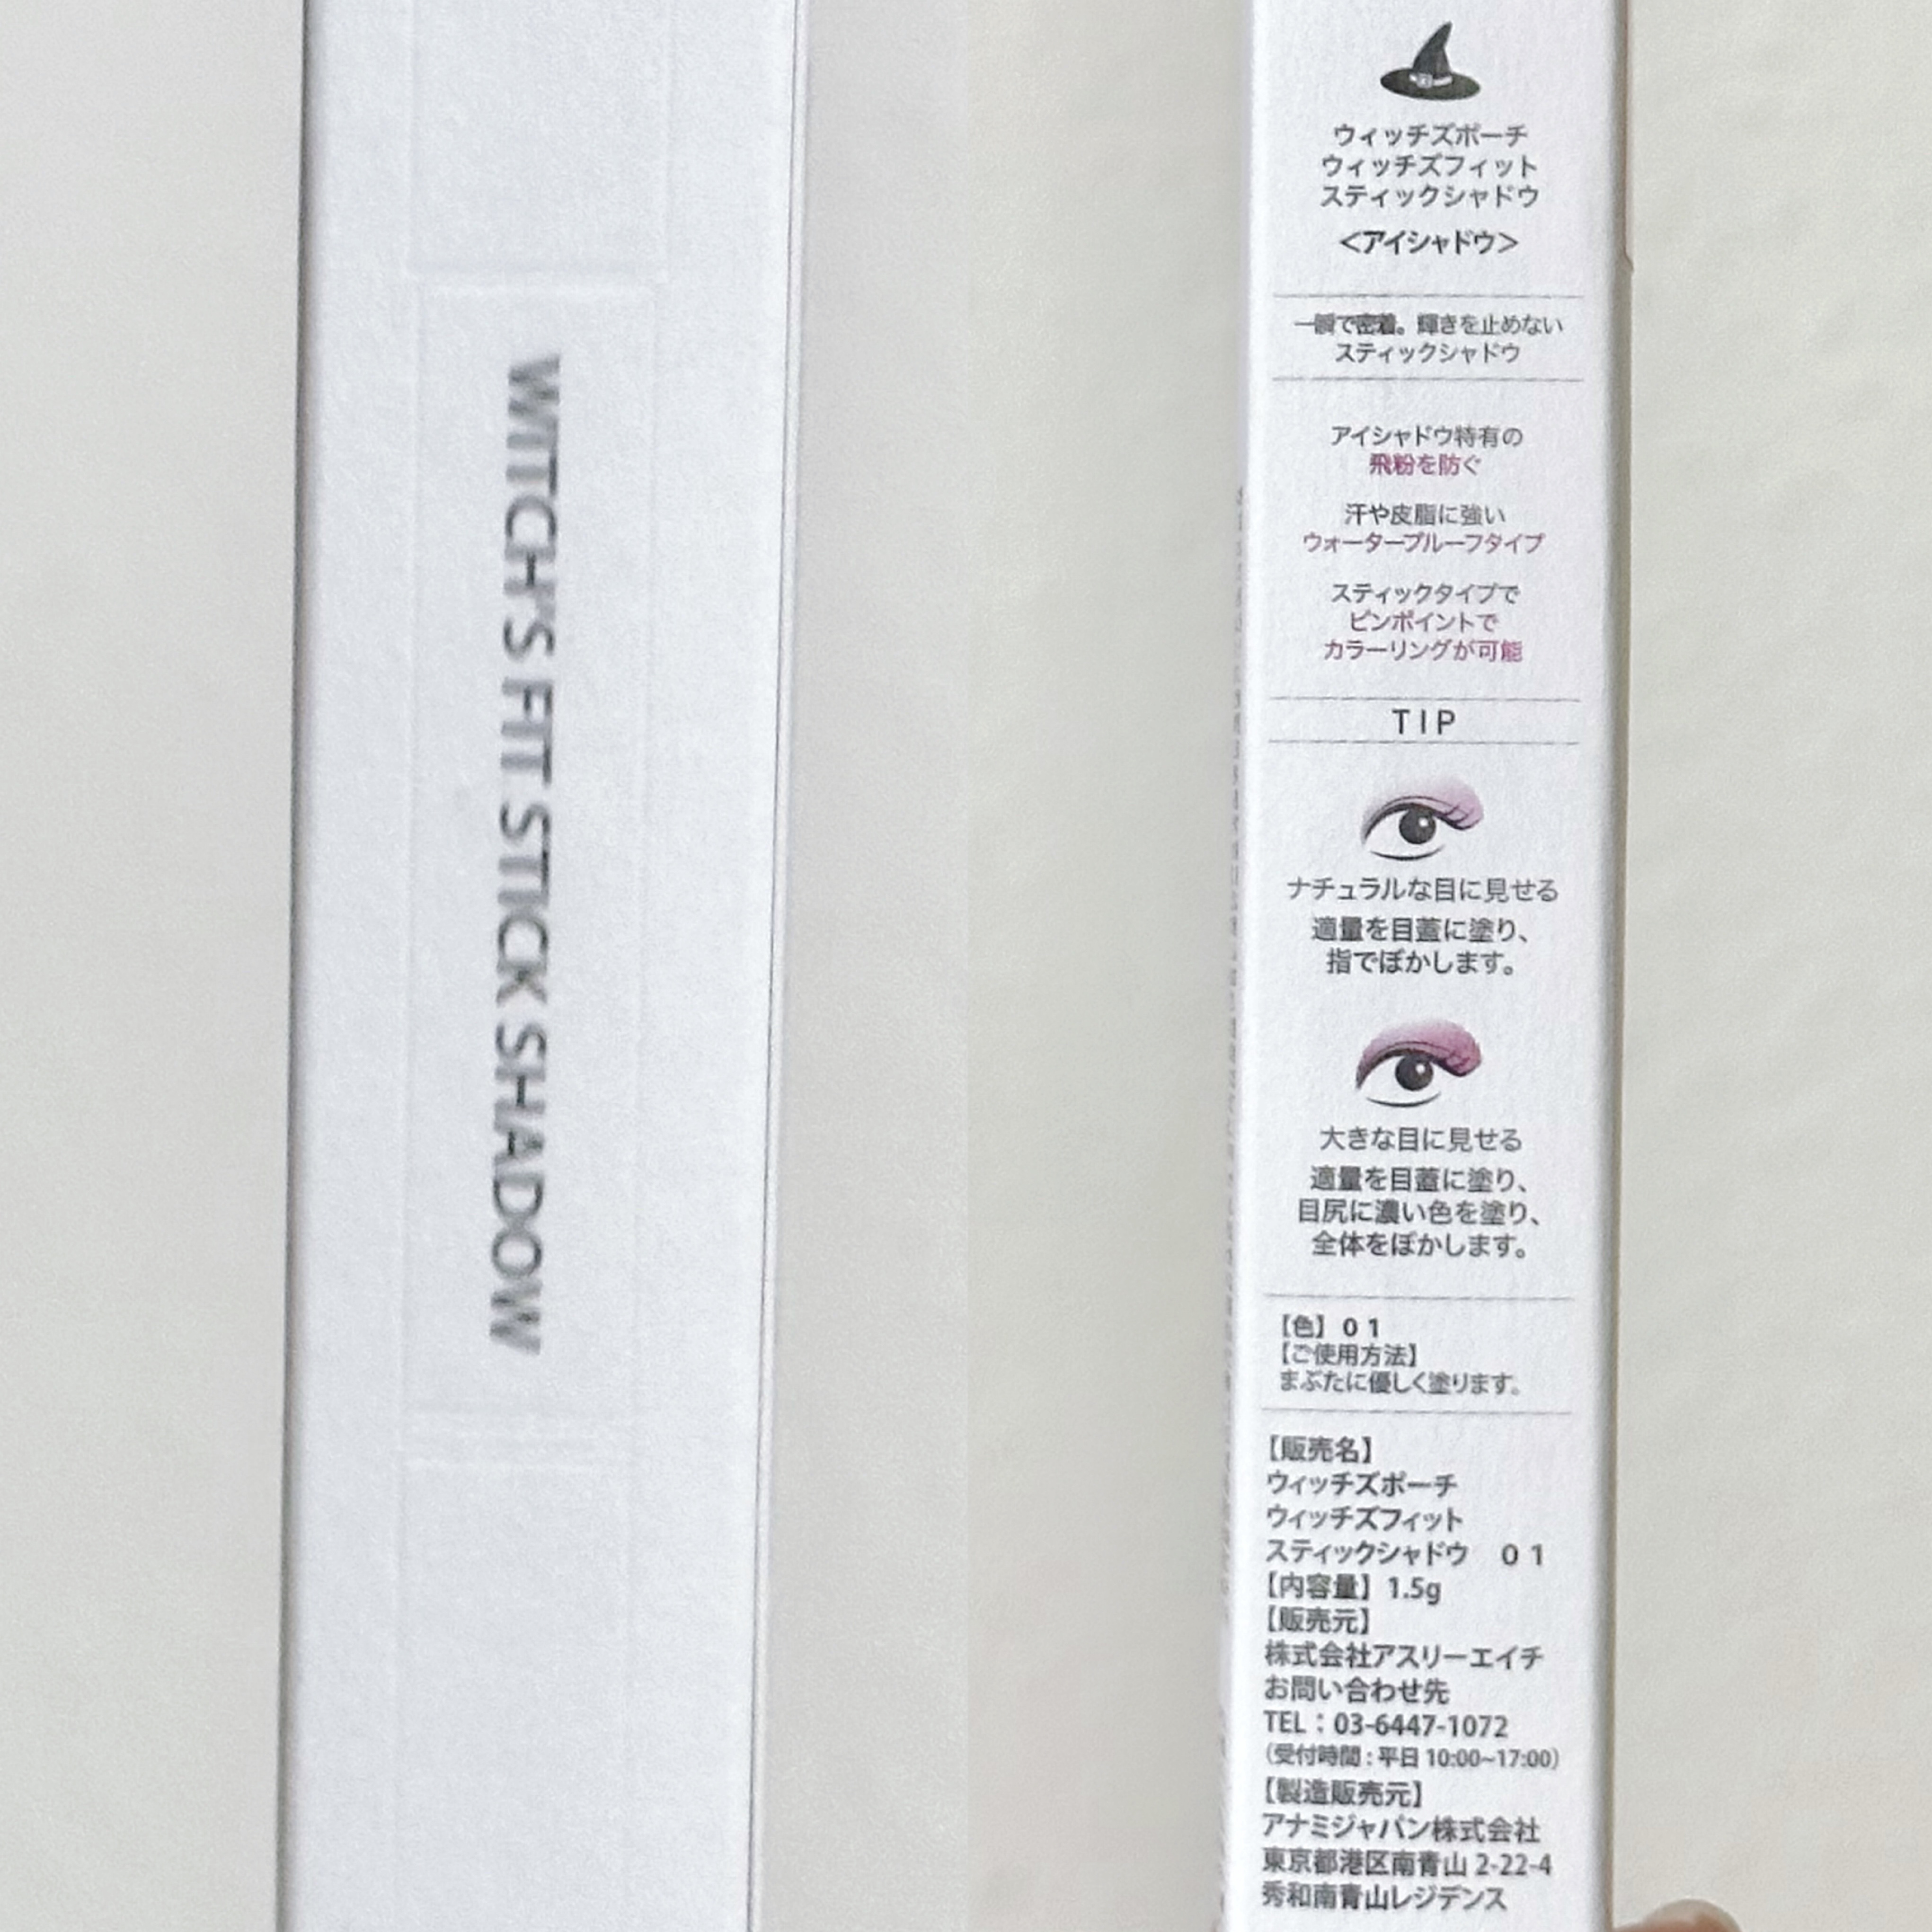 WITCH'S FIT STICK SHADOW
ウィッチズポーチ
ウィッチズフィット
スティックシャドウ
<アイシャドウ>
一瞬で密着。輝きを止めない
スティックシャドウ
アイシャドウ特有の
飛粉を防ぐ
汗や皮脂に強い
ウォータープルーフタイプ
スティックタイプで
ピンポイントで
カラーリングが可能
TIP
ナチュラルな目に見せる
適量を目蓋に塗り、
指でぼかします。
大きな目に見せる
適量を目蓋に塗り、
目尻に濃い色を塗り、
全体をぼかします。
【色】01
【ご使用方法】
まぶたに優しく塗ります。
【販売名】
ウィッチズポーチ
ウィッチズフィット
スティックシャドウ 01
【内容量】1.5g
【販売元】
株式会社アスリーエイチ
お問い合わせ先
TEL：03-6447-1072
（受付時間：平日 10:00~17:00）
【製造販売元】
アナミジャパン株式会社
東京都港区南青山 2-22-4
秀和南青山レジデンス